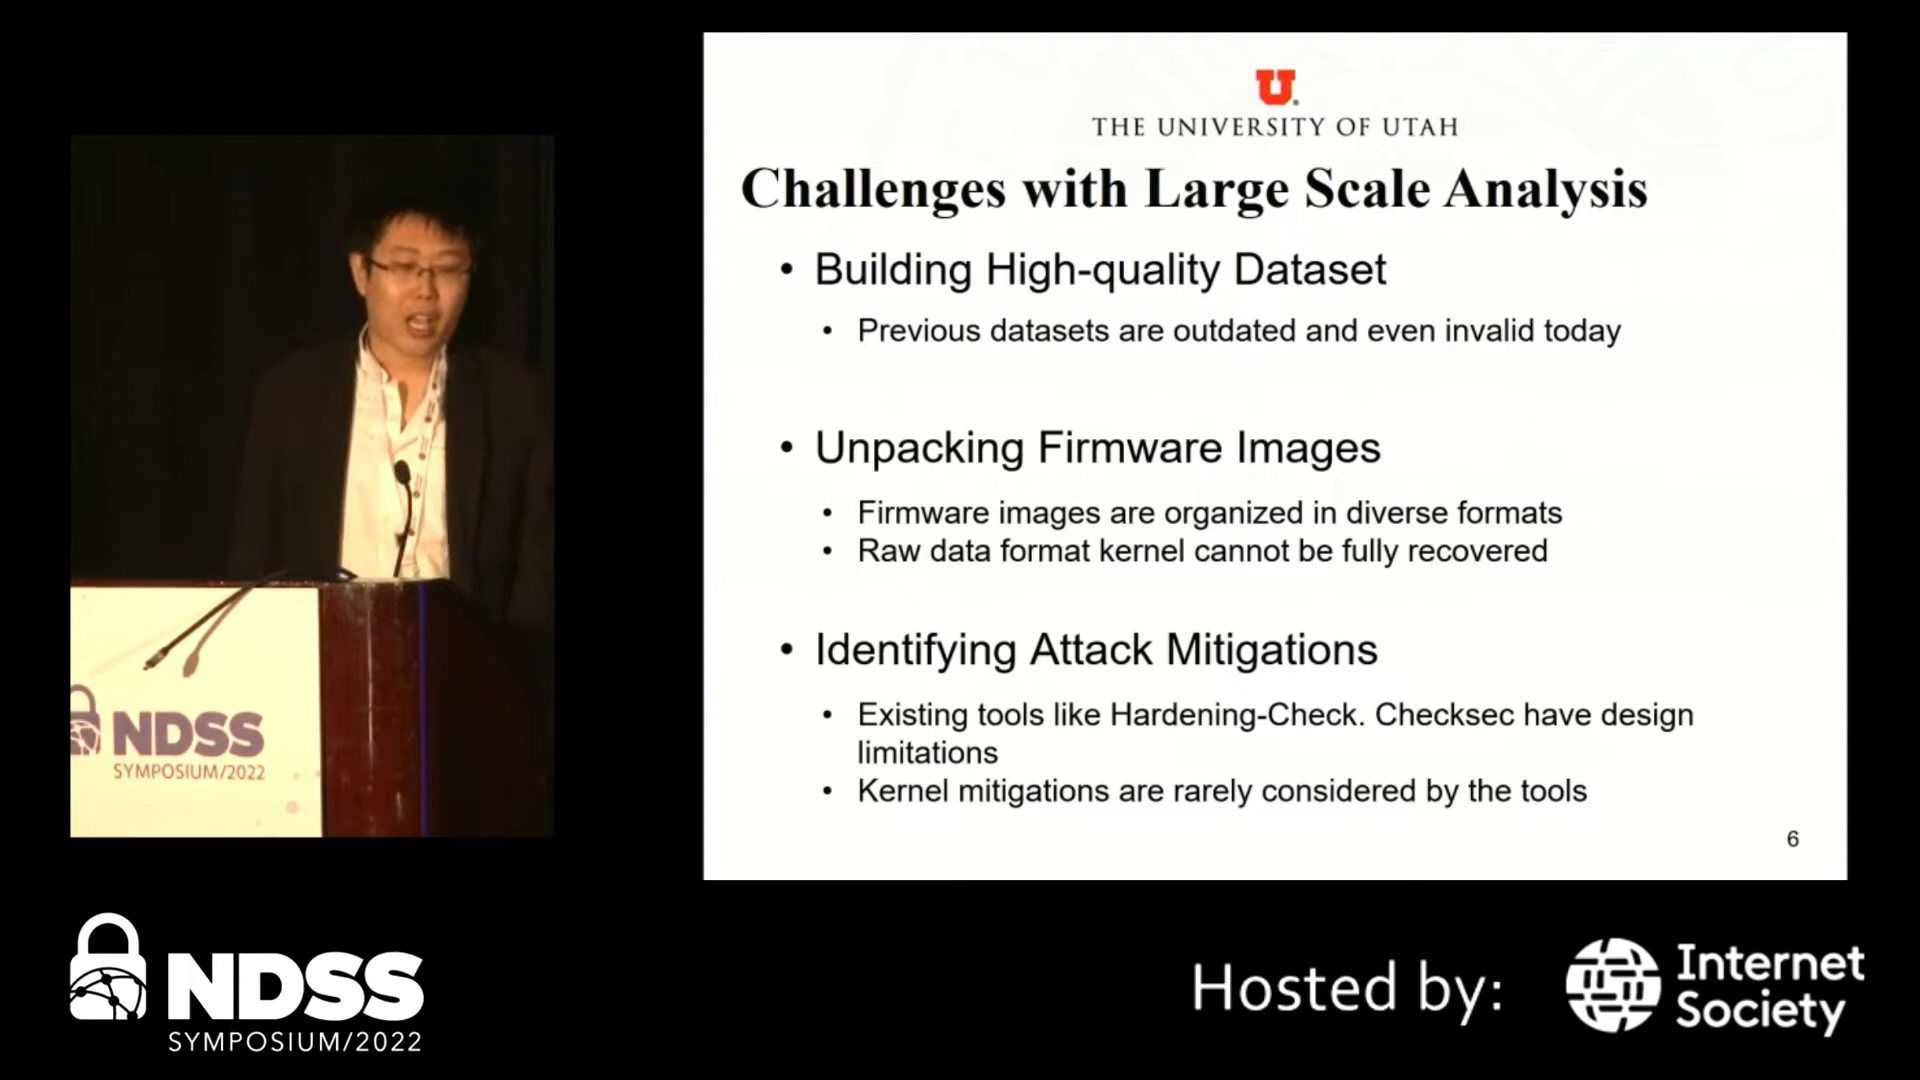 U
THE UNIVERSITY OF UTAH
Challenges with Large Scale Analysis
• Building High-quality Dataset
• Previous datasets are outdated and even invalid today
• Unpacking Firmware Images
• Firmware images are organized in diverse formats
• Raw data format kernel cannot be fully recovered
• Identifying Attack Mitigations
• Existing tools like Hardening-Check. Checksec have design
limitations
• Kernel mitigations are rarely considered by the tools
6
NDSS
SYMPOSIUM/2022
NDSS
SYMPOSIUM/2022
Hosted by:
Internet
Society